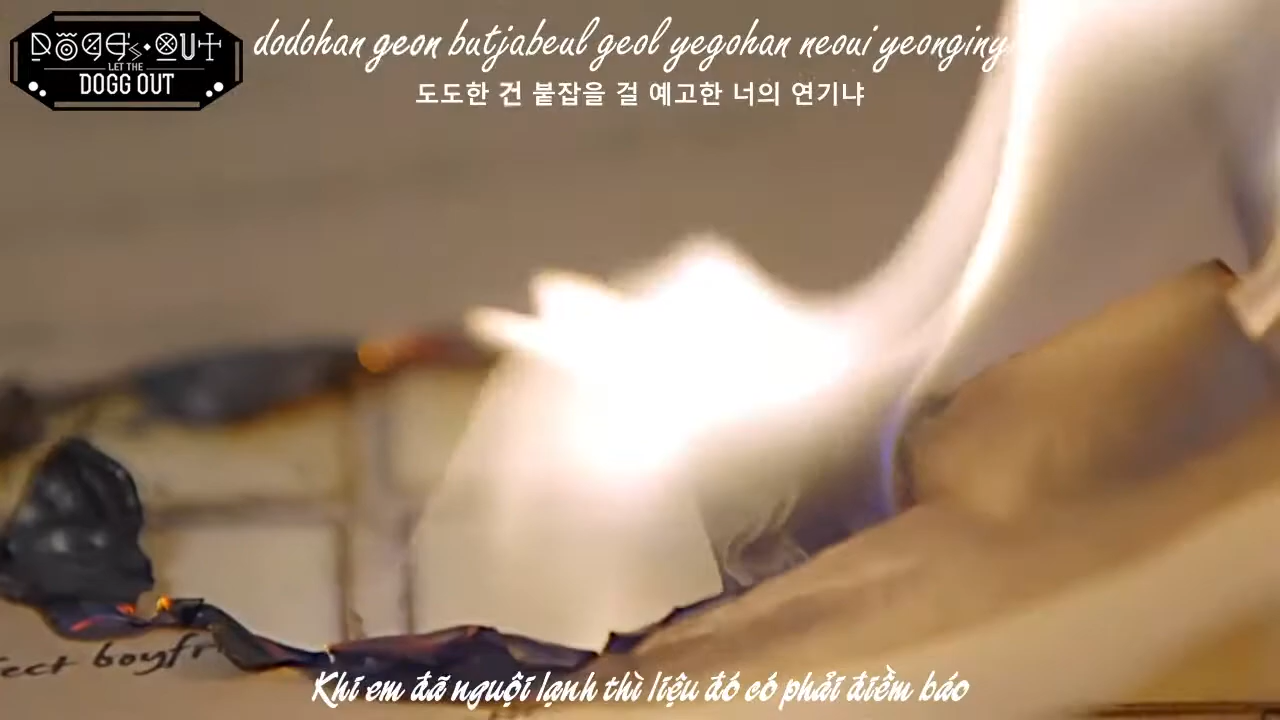 DOGG's•OUT
LET THE
DOGG OUT
dodohan geon butjabeul geol yegohan neoui yeonginya
도도한 건 붙잡을 걸 예고한 너의 연기냐
boyfr
Khi em đã nguội lạnh thì liệu đó có phải điềm báo